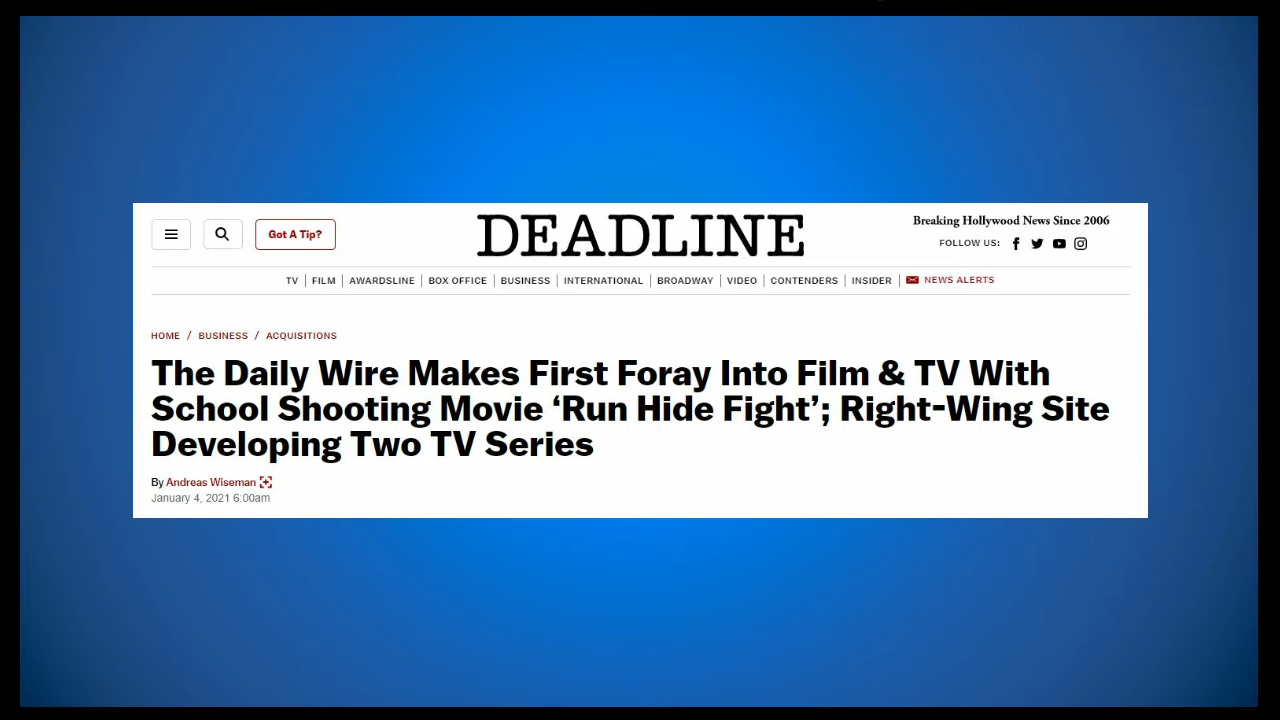 Got A Tip?
DEADLINE
Breaking Hollywood News Since 2006
FOLLOW US:
TV | FILM | AWARDSLINE | BOX OFFICE | BUSINESS | INTERNATIONAL | BROADWAY | VIDEO | CONTENDERS | INSIDER | NEWS ALERTS
HOME / BUSINESS / ACQUISITIONS
The Daily Wire Makes First Foray Into Film & TV With
School Shooting Movie ‘Run Hide Fight’; Right-Wing Site
Developing Two TV Series
By Andreas Wiseman
January 4, 2021 6:00am